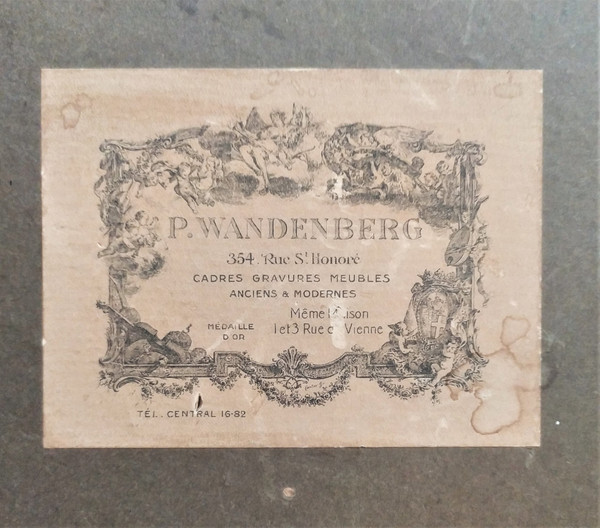 P. WANDENBERG
354. Rue St Honoré
CADRES GRAVURES MEUBLES
ANCIENS & MODERNES
Même Maison
MÉDAILLE D'OR
1 et 3 Rue de Vienne
TÉL. CENTRAL 16-82